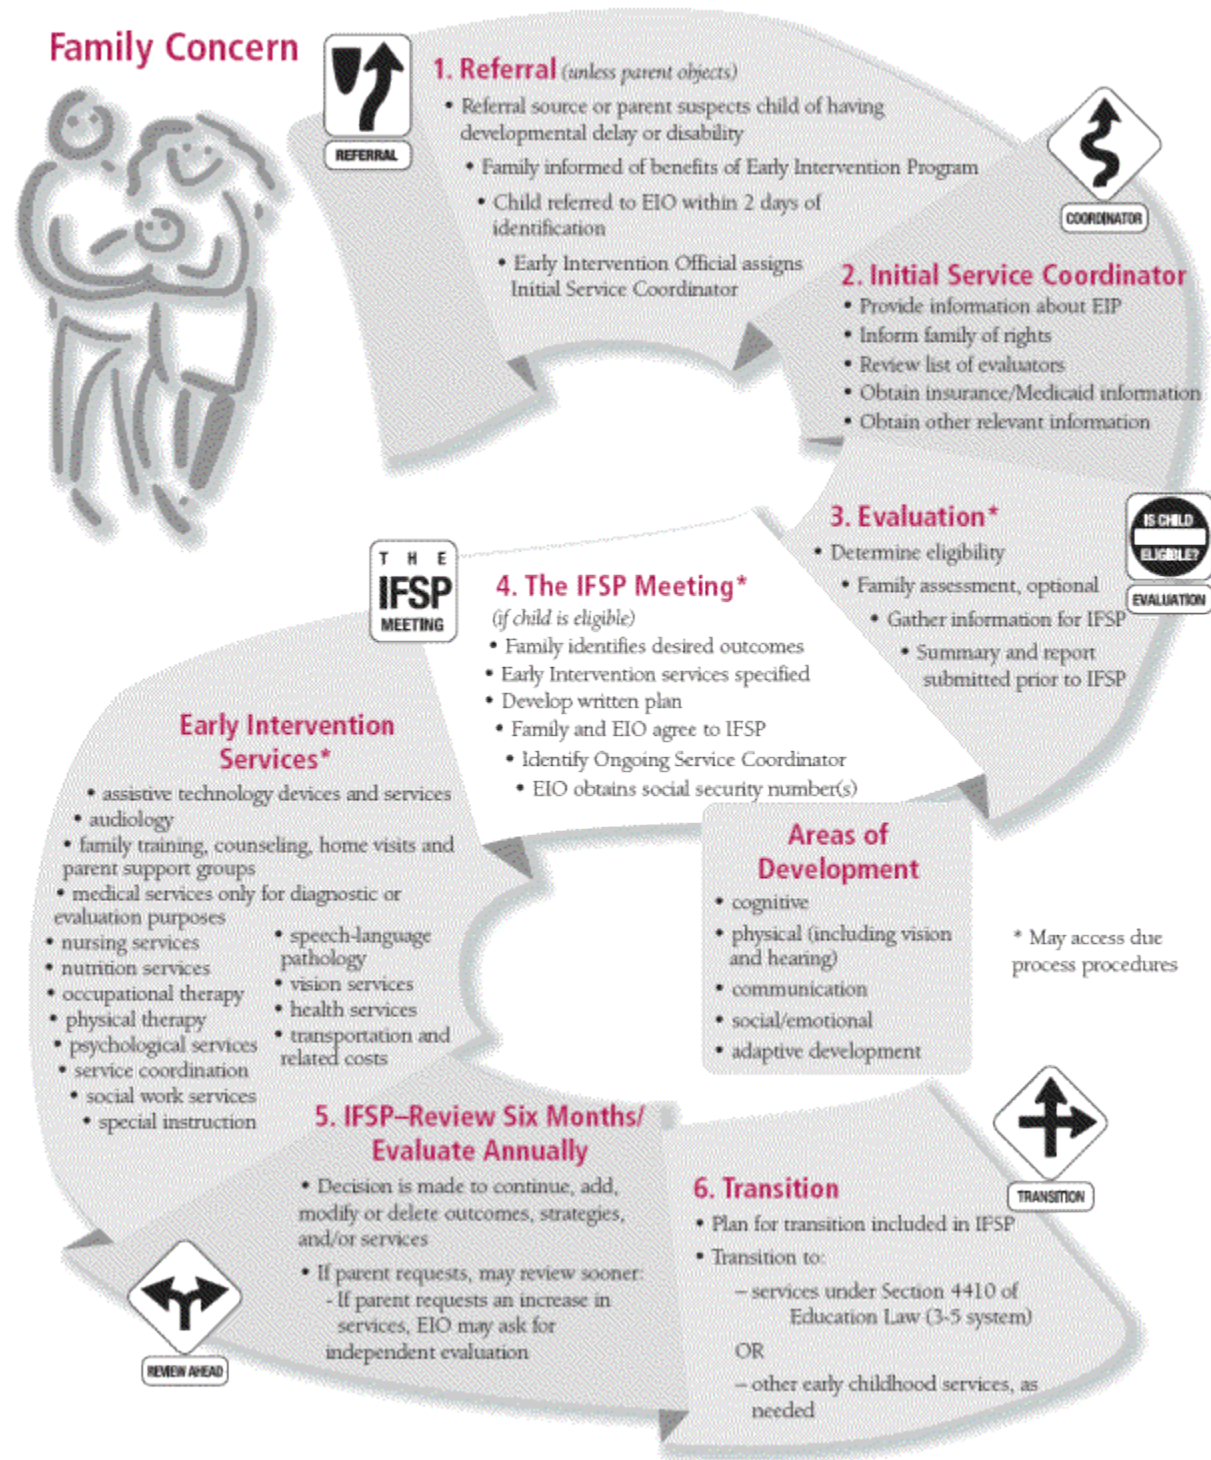 Family Concern
REFERRAL
1. Referral (unless parent objects)
• Referral source or parent suspects child of having
developmental delay or disability
• Family informed of benefits of Early Intervention Program
• Child referred to EIO within 2 days of
identification
• Early Intervention Official assigns
Initial Service Coordinator
COORDINATOR
2. Initial Service Coordinator
• Provide information about EIP
• Inform family of rights
• Review list of evaluators
• Obtain insurance/Medicaid information
• Obtain other relevant information
IS CHILD
ELIGIBLE?
EVALUATION
3. Evaluation*
• Determine eligibility
• Family assessment, optional
• Gather information for IFSP
• Summary and report
submitted prior to IFSP
THE
IFSP
MEETING
4. The IFSP Meeting*
(if child is eligible)
• Family identifies desired outcomes
• Early Intervention services specified
• Develop written plan
• Family and EIO agree to IFSP
• Identify Ongoing Service Coordinator
• EIO obtains social security number(s)
Early Intervention
Services*
• assistive technology devices and services
• audiology
• family training, counseling, home visits and
parent support groups
• medical services only for diagnostic or
evaluation purposes
• nursing services
• nutrition services
• occupational therapy
• physical therapy
• psychological services
• service coordination
• social work services
• special instruction
• speech-language
pathology
• vision services
• health services
• transportation and
related costs
Areas of
Development
• cognitive
• physical (including vision
and hearing)
• communication
• social/emotional
• adaptive development
* May access due
process procedures
REVIEW AHEAD
5. IFSP–Review Six Months/
Evaluate Annually
• Decision is made to continue, add,
modify or delete outcomes, strategies,
and/or services
• If parent requests, may review sooner:
- If parent requests an increase in
services, EIO may ask for
independent evaluation
TRANSITION
6. Transition
• Plan for transition included in IFSP
• Transition to:
– services under Section 4410 of
Education Law (3-5 system)
OR
– other early childhood services, as
needed